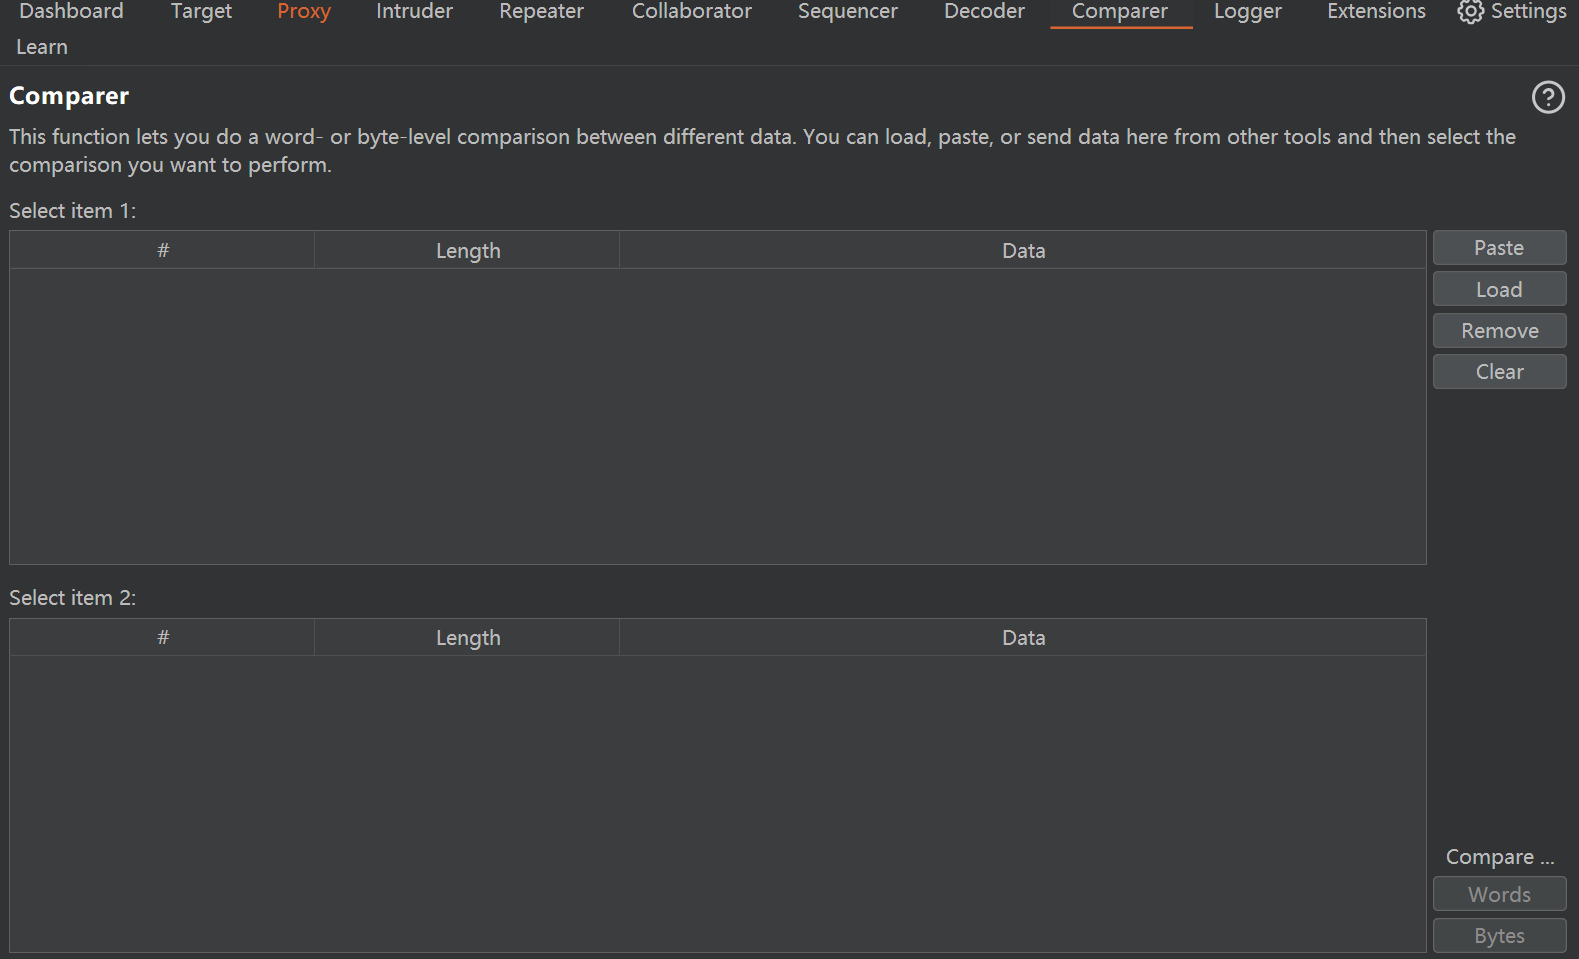 Dashboard Target Proxy Intruder Repeater Collaborator Sequencer Decoder Comparer Logger Extensions Settings
Learn
Comparer
This function lets you do a word- or byte-level comparison between different data. You can load, paste, or send data here from other tools and then select the
comparison you want to perform.
Select item 1:
# Length Data
Paste
Load
Remove
Clear
Select item 2:
# Length Data
Compare ...
Words
Bytes